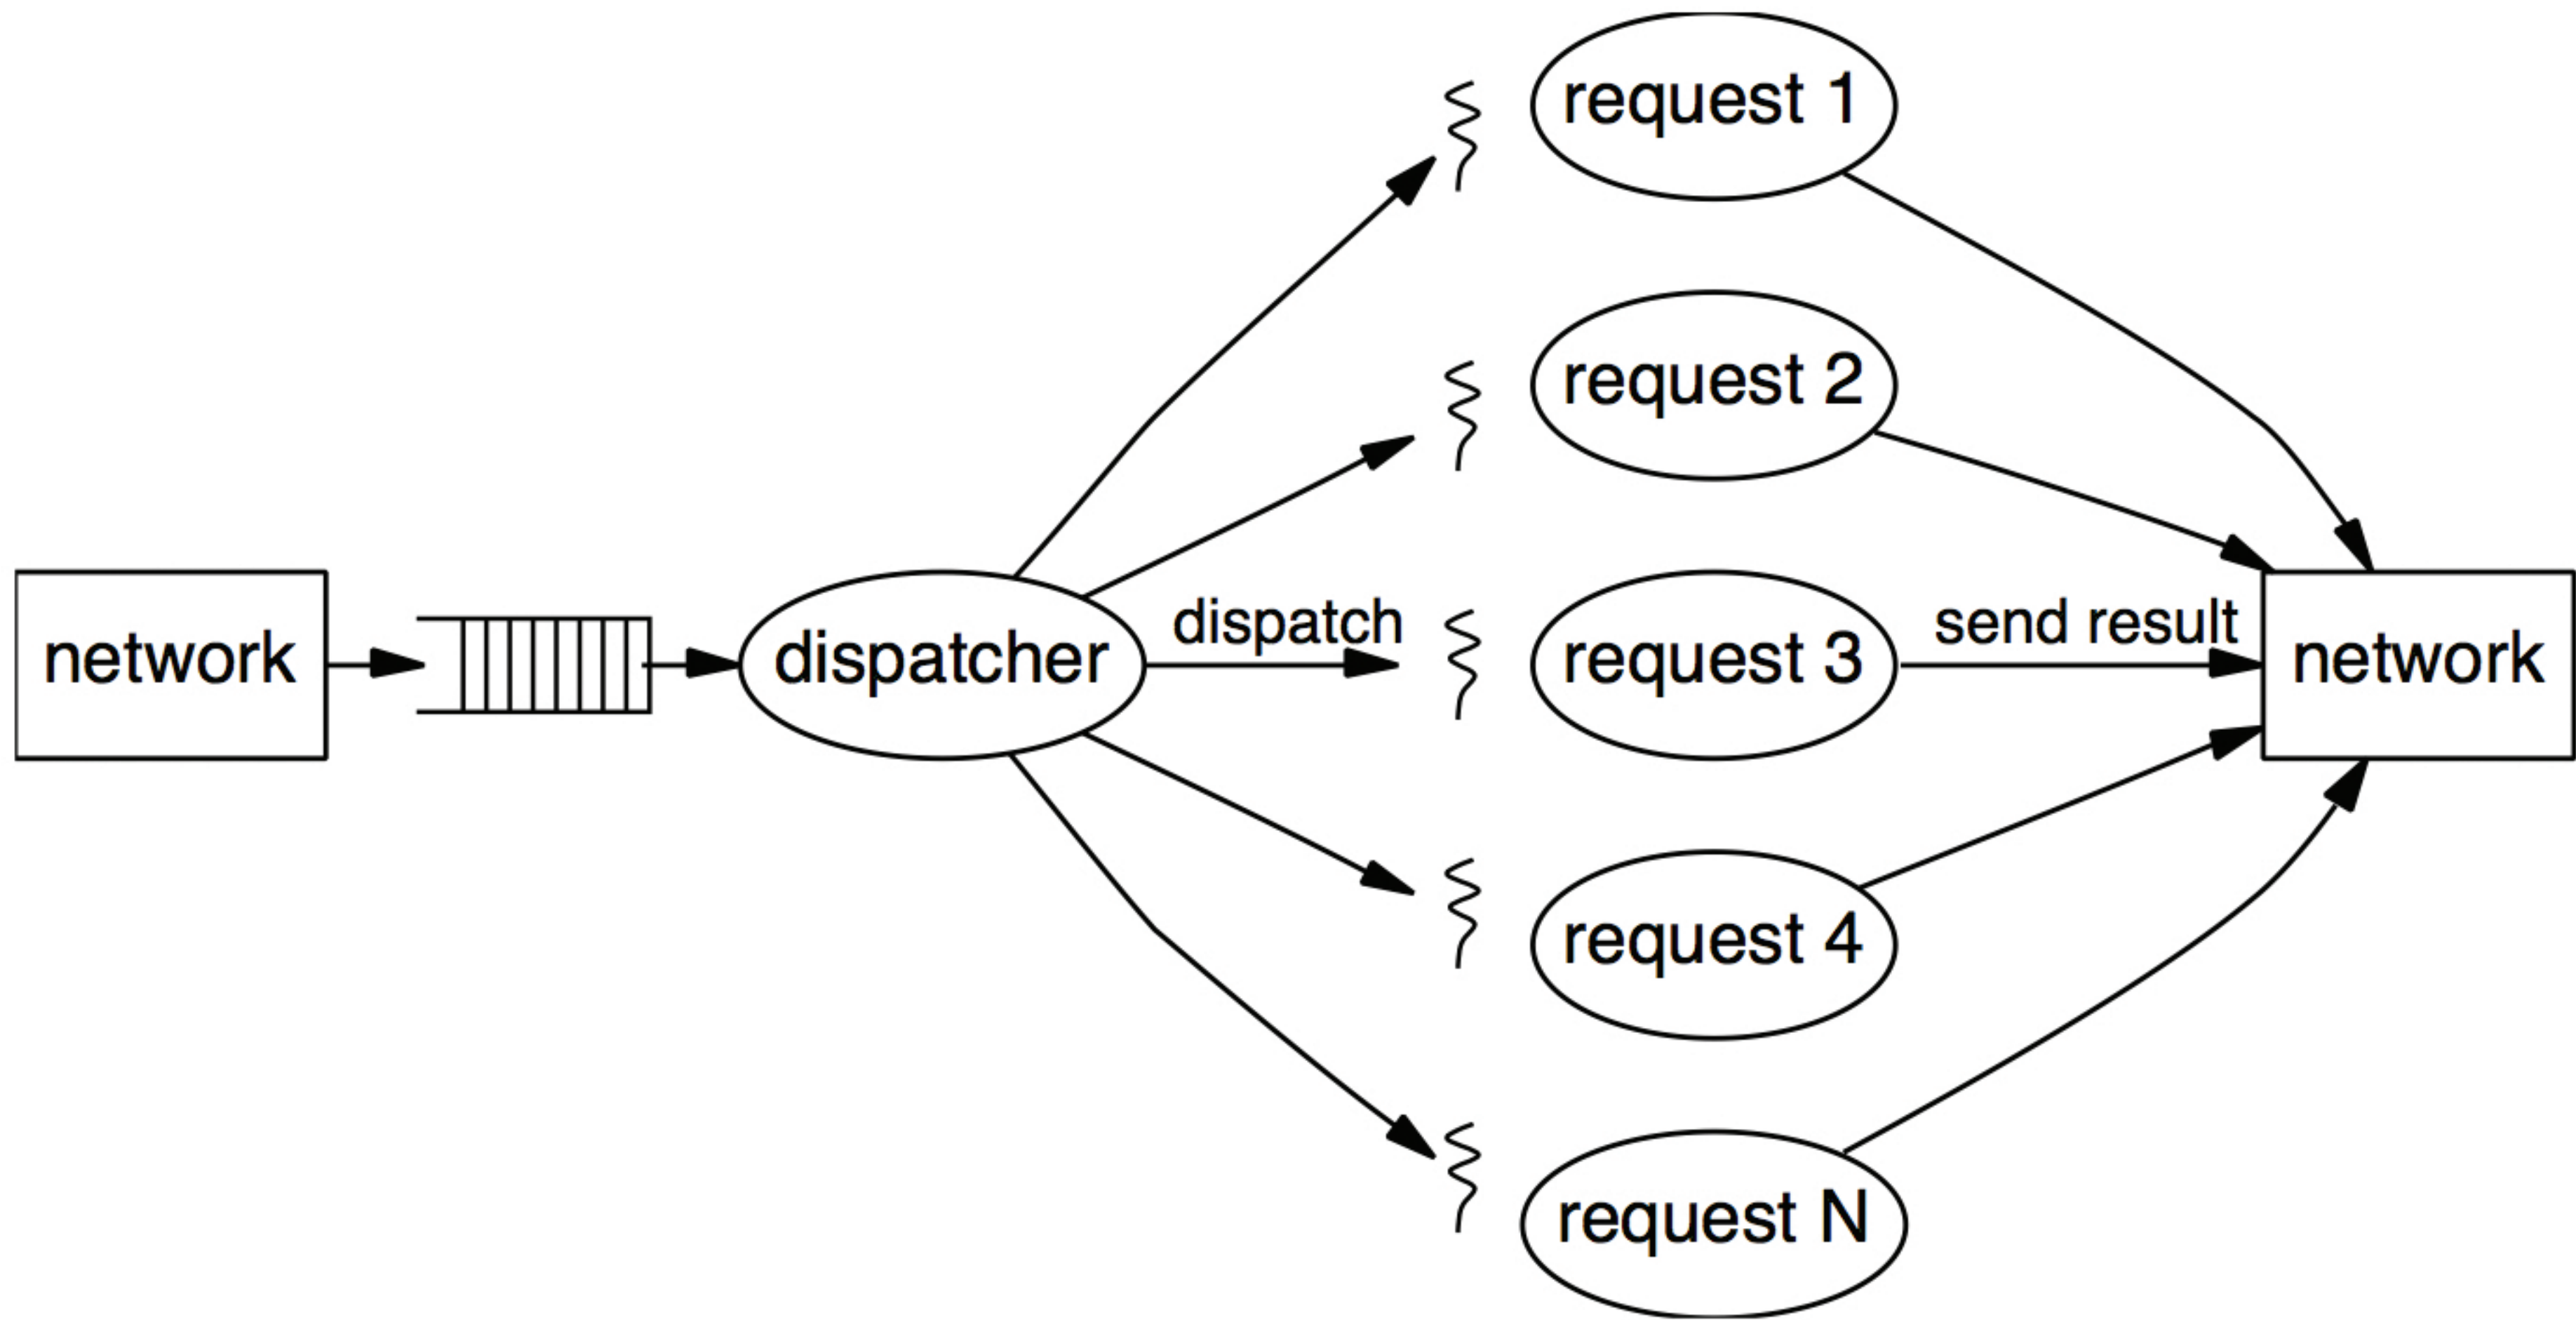 request 1
request 2
network
dispatcher
dispatch
request 3
send result
network
request 4
request N